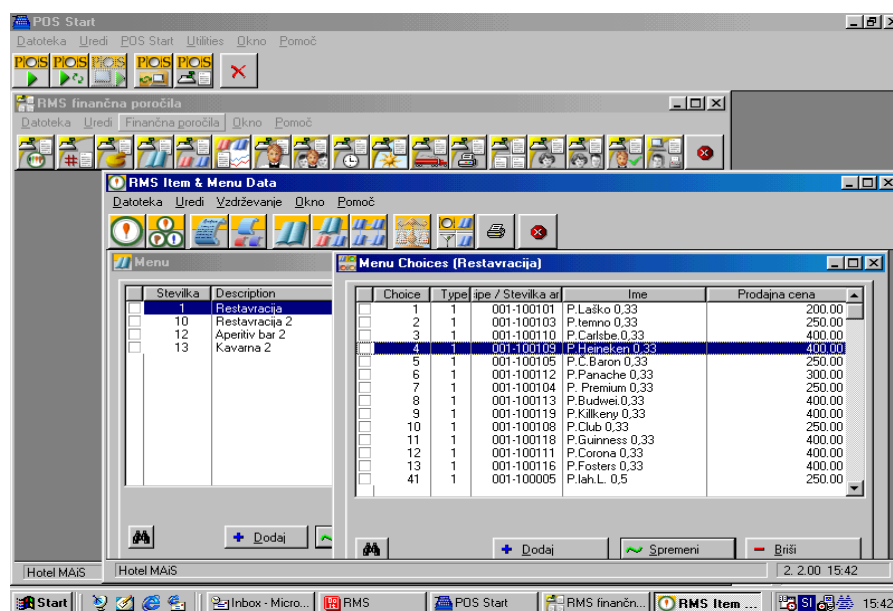 POS Start
Datoteka Uredi POS Start Utilities Okno Pomoč
POS POS POS POS POS
RMS finančna poročila
Datoteka Uredi Finančna poročila Okno Pomoč
RMS Item & Menu Data
Datoteka Uredi Vzdrževanje Okno Pomoč
Menu
Stevilka Description
1 Restavracija
10 Restavracija 2
12 Aperitiv bar 2
13 Kavarna 2
Dodaj
Menu Choices (Restavracija)
Choice Type ipe / Stevilka ar Ime Prodajna cena
1 1 001-100101 P.Laško 0,33 200.00
2 1 001-100103 P.temno 0,33 250.00
3 1 001-100110 P.Carlsbe.0,33 400.00
4 1 001-100109 P.Heineken 0,33 400.00
5 1 001-100105 P.C.Baron 0,33 250.00
6 1 001-100112 P.Panache 0,33 300.00
7 1 001-100104 P. Premium 0,33 250.00
8 1 001-100113 P.Budwei.0,33 400.00
9 1 001-100119 P.Killkeny 0,33 400.00
10 1 001-100108 P.Club 0,33 250.00
11 1 001-100118 P.Guinness 0,33 400.00
12 1 001-100111 P.Corona 0,33 400.00
13 1 001-100116 P.Fosters 0,33 400.00
41 1 001-100005 P.lah.L. 0,5 250.00
Dodaj Spremeni Briši
Hotel MAiS
Hotel MAiS 2. 2.00 15:42
Start Inbox - Micro... RMS POS Start RMS finančn... RMS Item ... SI 15:4